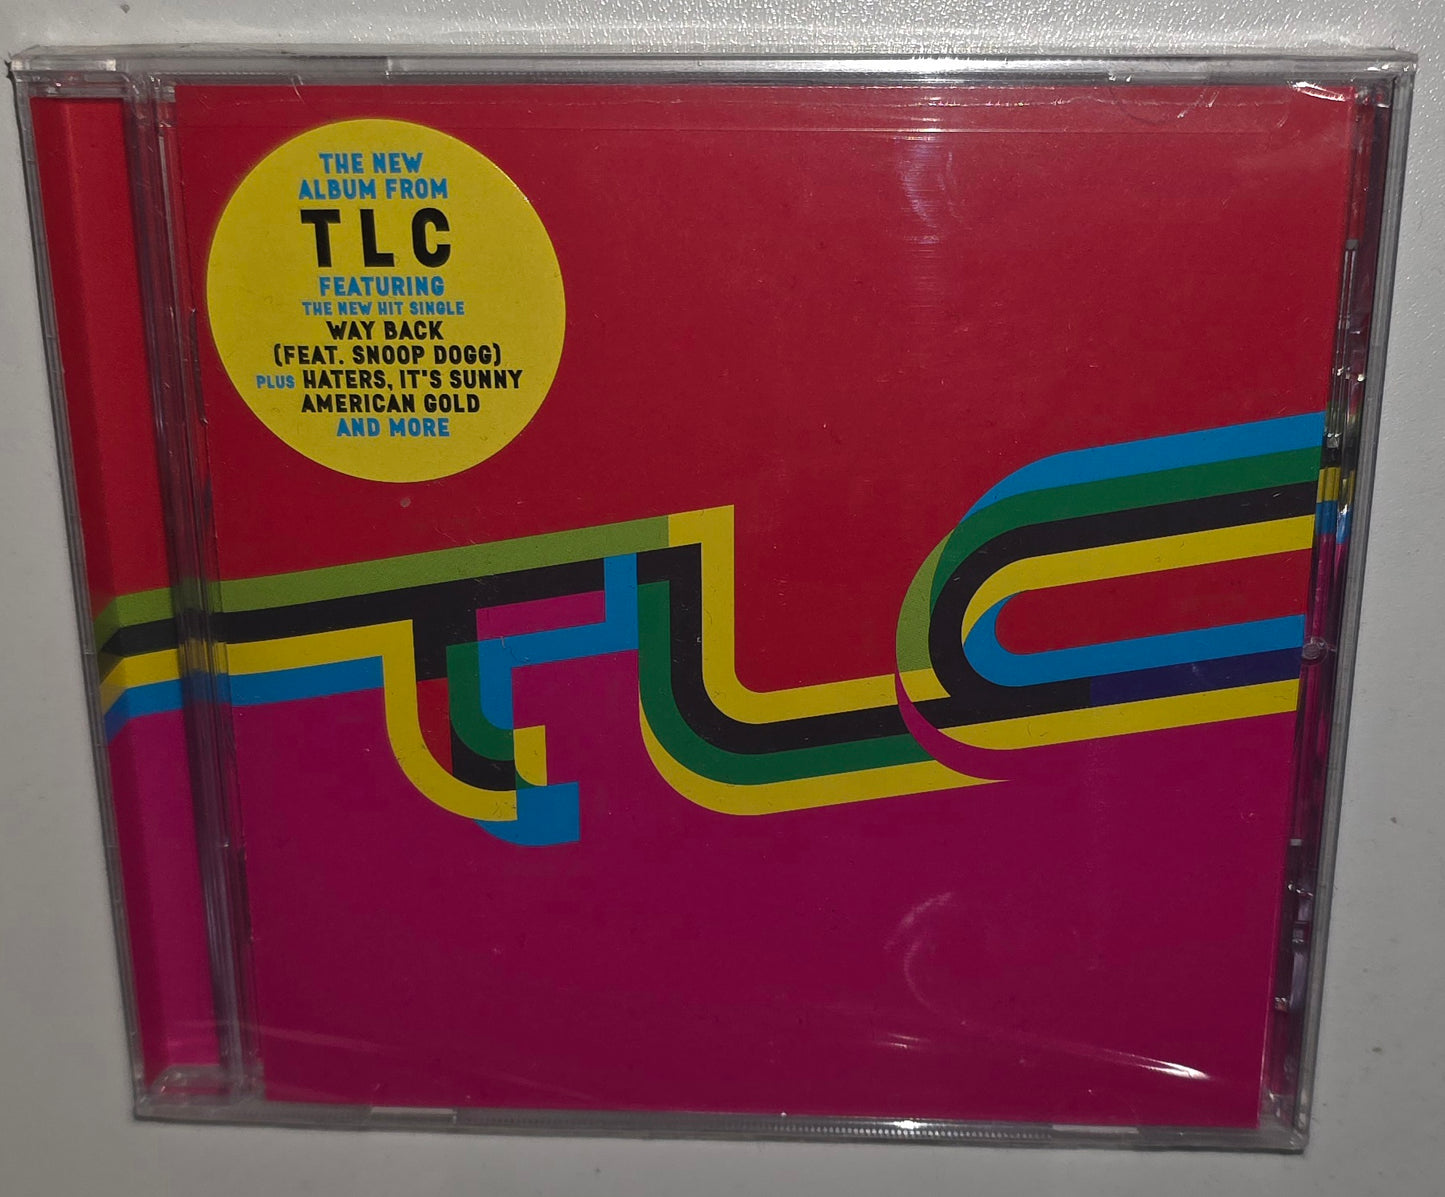 THE NEW
ALBUM FROM
TLC
FEATURING
THE NEW HIT SINGLE
WAY BACK
(FEAT. SNOOP DOGG)
PLUS HATERS, IT'S SUNNY
AMERICAN GOLD
AND MORE
TLC